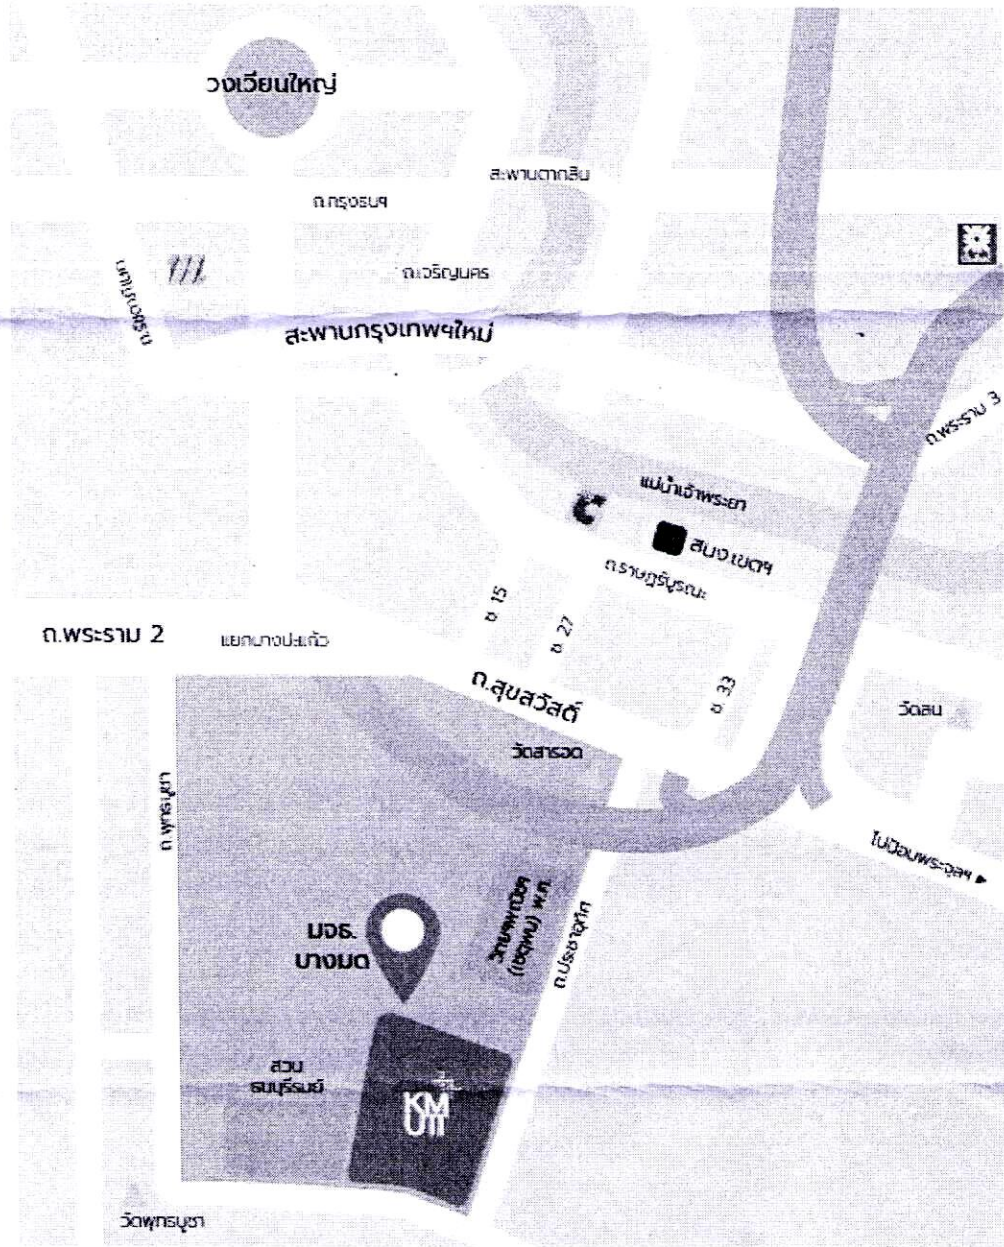 วงเวียนใหญ่
สะพานตากสิน
ถ.กรุงธนฯ
ถ.เจริญนคร
สะพานกรุงเทพฯใหม่
ถ.พระราม 3
แม่น้ำเจ้าพระยา
สนง.เขตฯ
ถ.ราษฎร์บูรณะ
ซ. 15
ซ. 27
ซ. 33
ถ.พระราม 2
แยกบางปะแก้ว
ถ.สุขสวัสดิ์
วัดสารอด
วัดสน
ถ.พุทธบูชา
ไปป้อมพระจุลฯ
ถ.ประชาอุทิศ
มจธ.
บางมด
สวน
ธนบุรีรมย์
KM
UTT
วัดพุทธบูชา